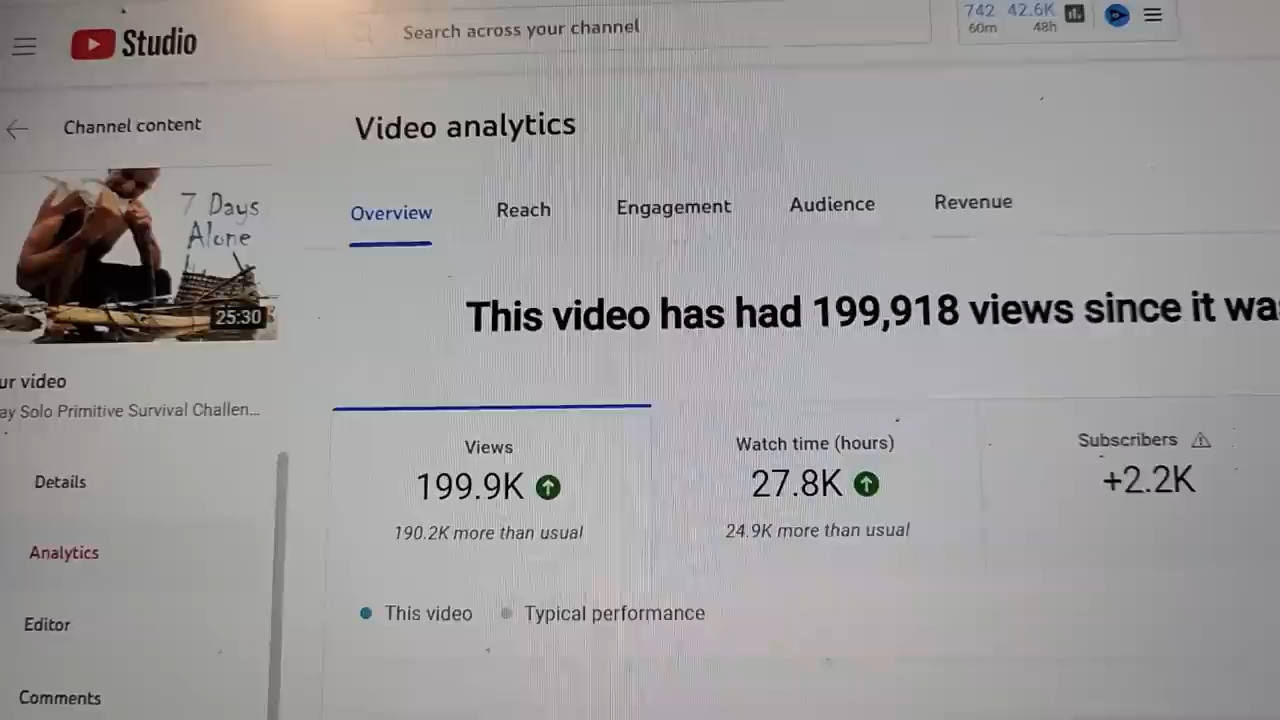 Studio
Search across your channel
742 42.6K
60m 48h
Channel content
Video analytics
7 Days
Alone
25:30
Overview Reach Engagement Audience Revenue
This video has had 199,918 views since it wa
ur video
ay Solo Primitive Survival Challen...
Views
199.9K
190.2K more than usual
Watch time (hours)
27.8K
24.9K more than usual
Subscribers
+2.2K
Details
Analytics
Editor
Comments
This video Typical performance